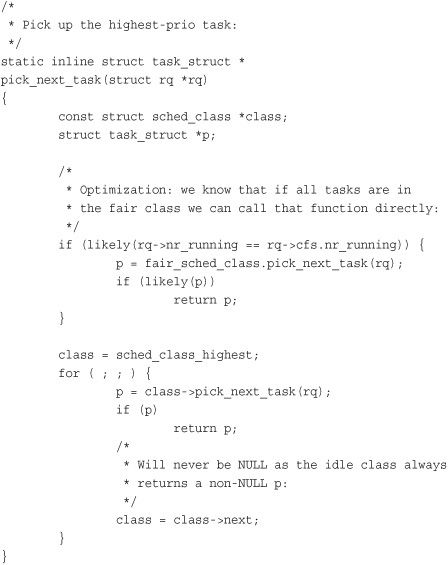 /*
 * Pick up the highest-prio task:
 */
static inline struct task_struct *
pick_next_task(struct rq *rq)
{
        const struct sched_class *class;
        struct task_struct *p;

        /*
         * Optimization: we know that if all tasks are in
         * the fair class we can call that function directly:
         */
        if (likely(rq->nr_running == rq->cfs.nr_running)) {
                p = fair_sched_class.pick_next_task(rq);
                if (likely(p))
                        return p;
        }

        class = sched_class_highest;
        for ( ; ; ) {
                p = class->pick_next_task(rq);
                if (p)
                        return p;
                /*
                 * Will never be NULL as the idle class always
                 * returns a non-NULL p:
                 */
                class = class->next;
        }
}